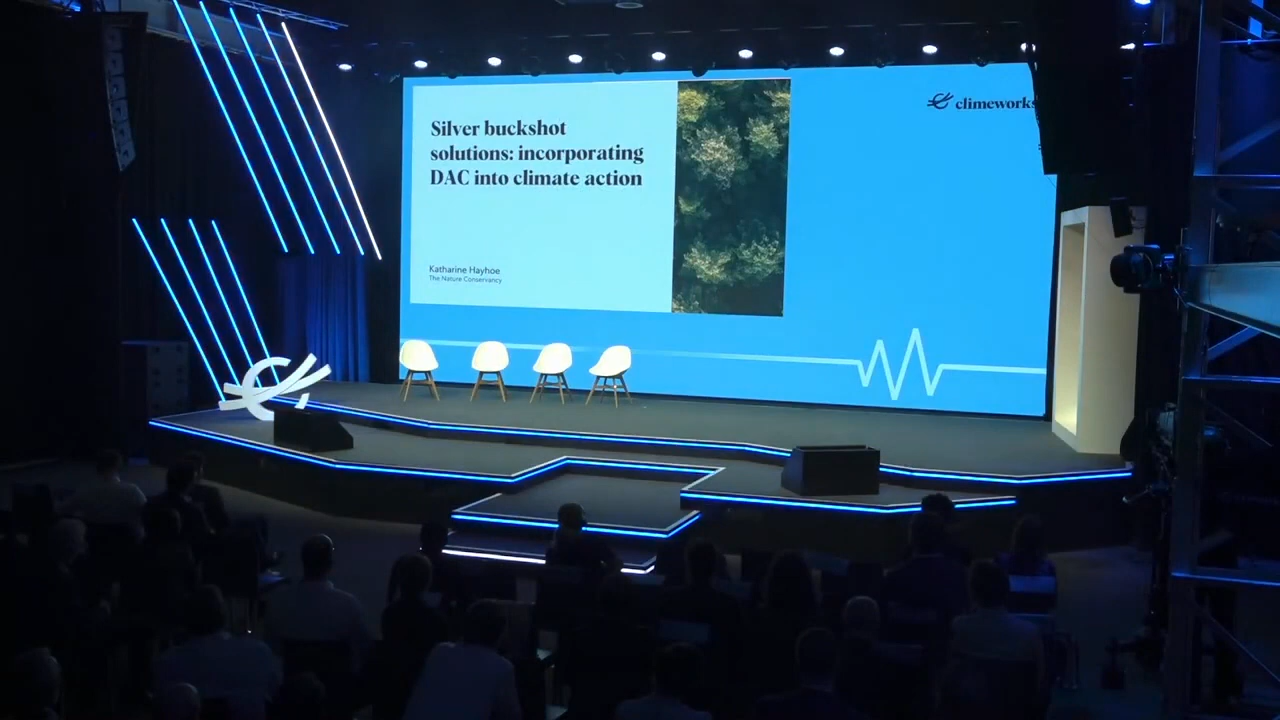 Silver buckshot
solutions: incorporating
DAC into climate action
Katharine Hayhoe
The Nature Conservancy
climeworks